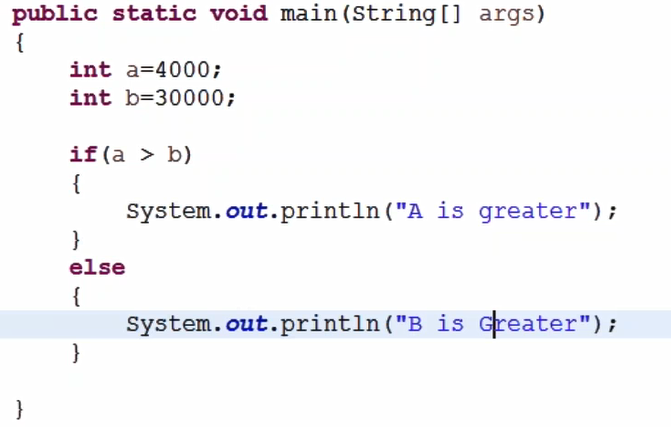 public static void main(String[] args)
{
    int a=4000;
    int b=30000;

    if(a > b)
    {
        System.out.println("A is greater");
    }
    else
    {
        System.out.println("B is Greater");
    }

}